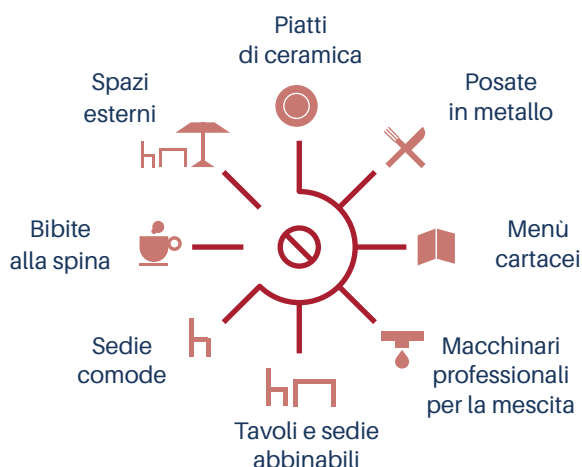 Piatti
di ceramica
Spazi
esterni
Posate
in metallo
Bibite
alla spina
Menù
cartacei
Sedie
comode
Macchinari
professionali
per la mescita
Tavoli e sedie
abbinabili